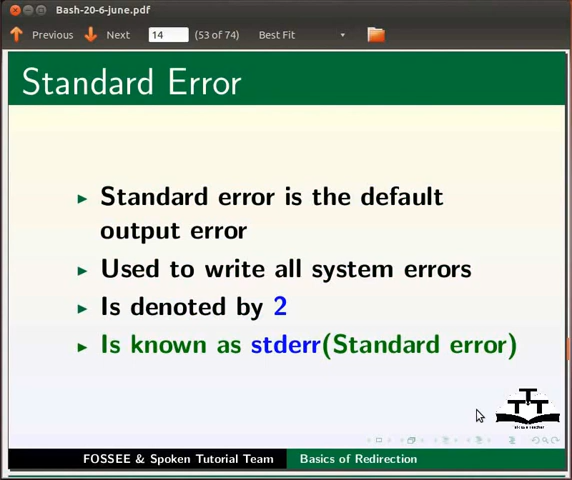 Bash-20-6-june.pdf
Previous Next 14 (53 of 74) Best Fit
Standard Error
Standard error is the default
output error
Used to write all system errors
Is denoted by 2
Is known as stderr(Standard error)
TTT
FOSSEE & Spoken Tutorial Team Basics of Redirection